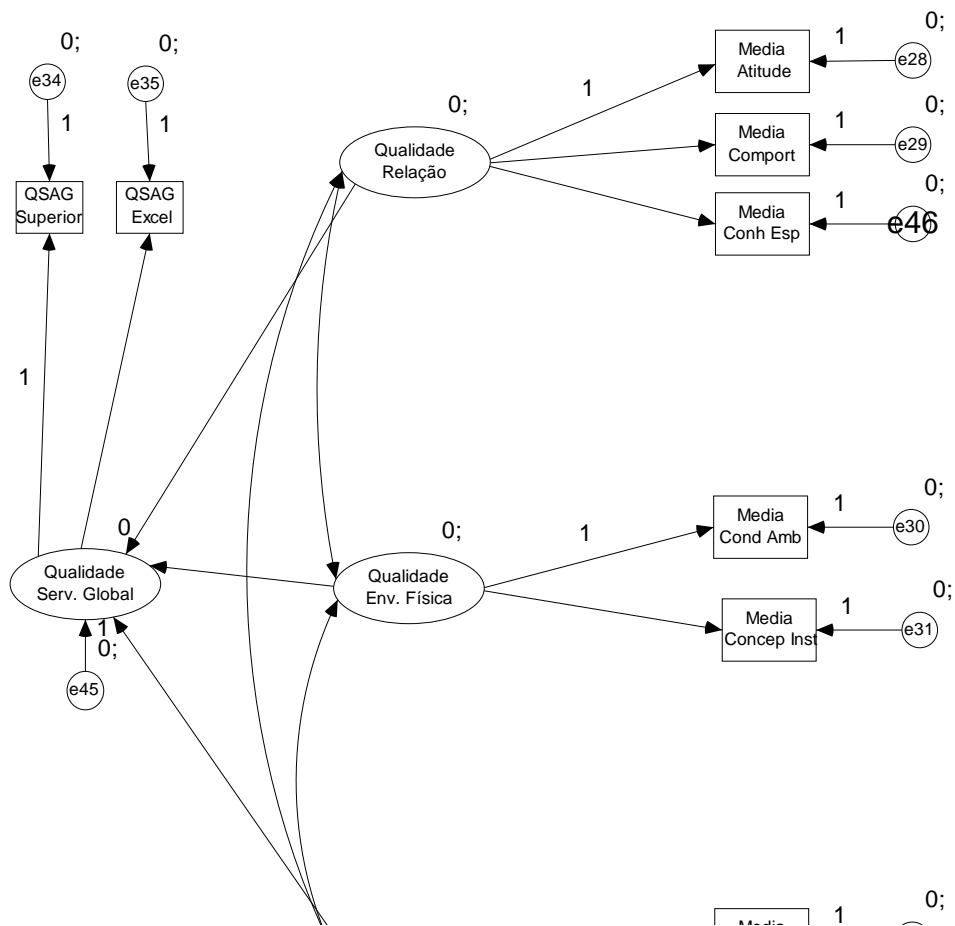 0;
0;
e34
e35
1
1
QSAG
Superior
QSAG
Excel
1
0;
Qualidade
Relação
1
Media
Atitude
1
0;
e28
Media
Comport
1
0;
e29
Media
Conh Esp
1
0;
e46
0
Qualidade
Serv. Global
1
0;
e45
0;
Qualidade
Env. Física
1
Media
Cond Amb
1
0;
e30
Media
Concep Inst
1
0;
e31
Media
1
0;